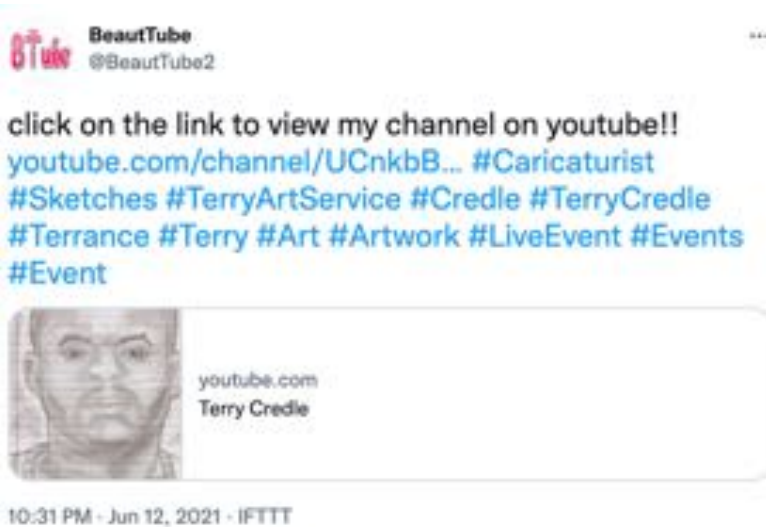 BTube
BeautTube
@BeautTube2
click on the link to view my channel on youtube!!
youtube.com/channel/UCnkbB... #Caricaturist
#Sketches #TerryArtService #Credle #TerryCredle
#Terrance #Terry #Art #Artwork #LiveEvent #Events
#Event
youtube.com
Terry Credle
10:31 PM · Jun 12, 2021 · IFTTT